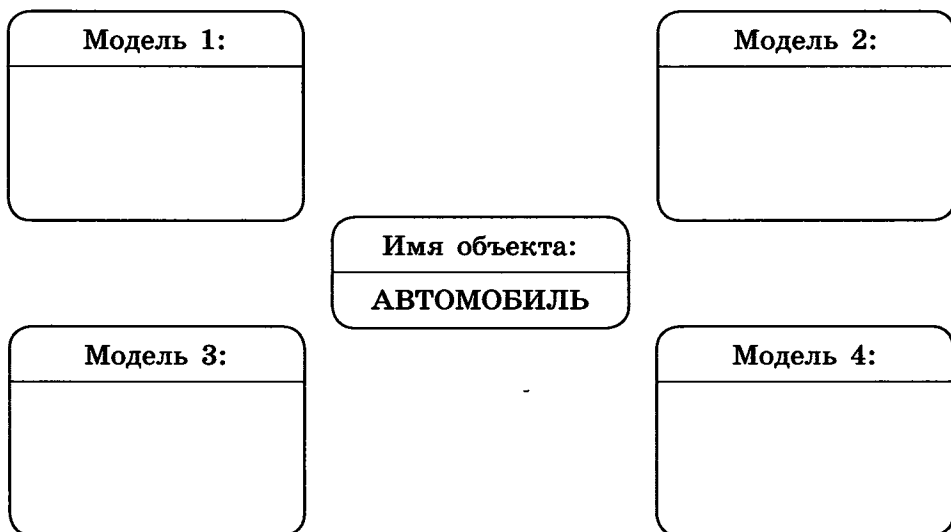 Модель 1:
Модель 2:
Имя объекта:
АВТОМОБИЛЬ
Модель 3:
Модель 4: